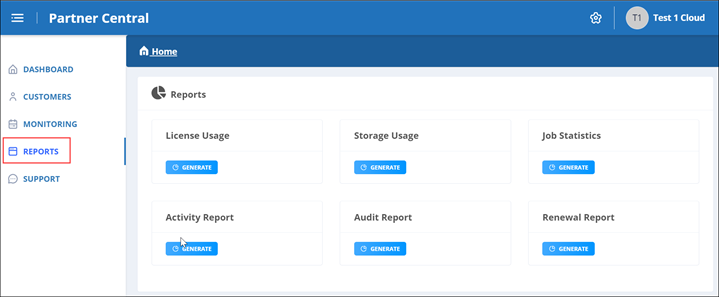 Partner Central
T1 Test 1 Cloud
Home
DASHBOARD
CUSTOMERS
MONITORING
REPORTS
SUPPORT
Reports
License Usage
Storage Usage
Job Statistics
GENERATE
GENERATE
GENERATE
Activity Report
Audit Report
Renewal Report
GENERATE
GENERATE
GENERATE